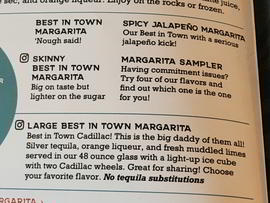 sec, and orange liqueur. Enjoy on the rocks or frozen.
juice,
BEST IN TOWN
MARGARITA
'Nough said!
SPICY JALAPEÑO MARGARITA
Our Best in Town with a serious
jalapeño kick!
SKINNY
BEST IN TOWN
MARGARITA
Big on taste but
lighter on the sugar
MARGARITA SAMPLER
Having commitment issues?
Try four of our flavors and
find out which one is the one
for you!
LARGE BEST IN TOWN MARGARITA
Best in Town Cadillac! This is the big daddy of them all!
Silver tequila, orange liqueur, and fresh muddled limes
served in our 48 ounce glass with a light-up ice cube
with two Cadillac wheels. Great for sharing! Choose
your favorite flavor. No tequila substitutions
MARGARITA